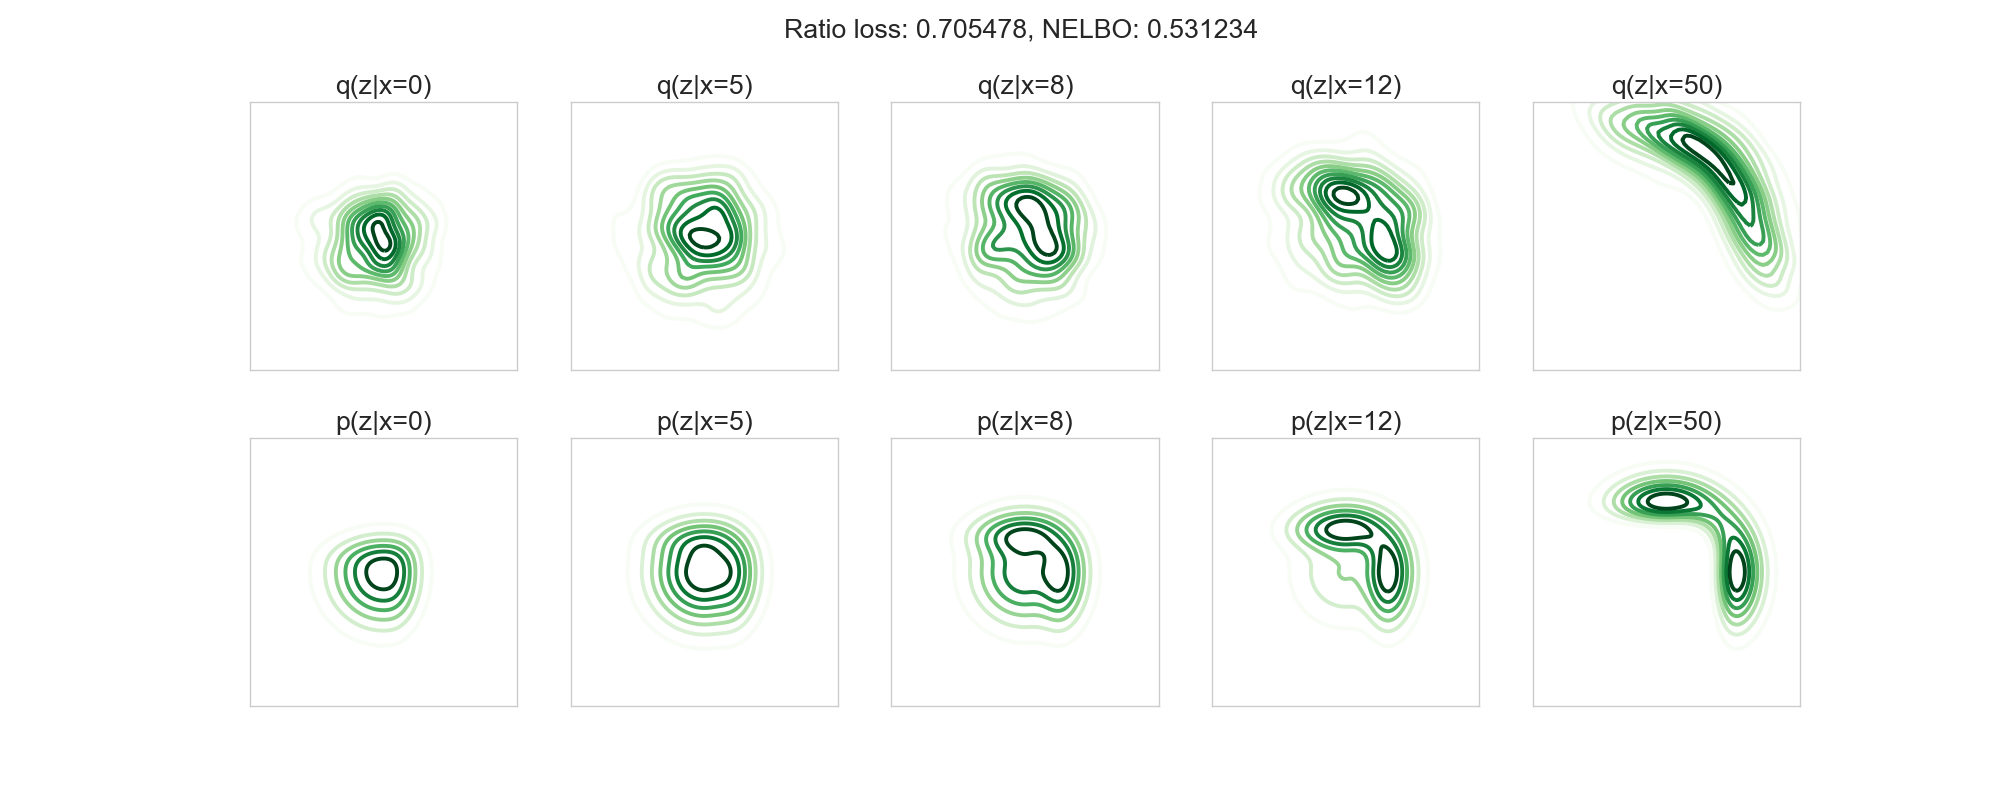 Ratio loss: 0.705478, NELBO: 0.531234
q(z|x=0) q(z|x=5) q(z|x=8) q(z|x=12) q(z|x=50)
p(z|x=0) p(z|x=5) p(z|x=8) p(z|x=12) p(z|x=50)